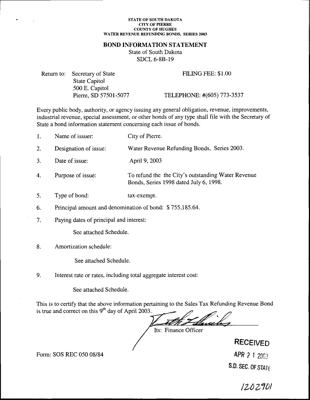 STATE OF SOUTH DAKOTA
CITY OF PIERRE
COUNTY OF HUGHES
WATER REVENUE REFUNDING BONDS, SERIES 2003
BOND INFORMATION STATEMENT
State of South Dakota
SDCL 6-8B-19
Return to: Secretary of State FILING FEE: $1.00
State Capitol
500 E. Capitol
Pierre, SD 57501-5077 TELEPHONE: #(605) 773-3537
Every public body, authority, or agency issuing any general obligation, revenue, improvements,
industrial revenue, special assessment, or other bonds of any type shall file with the Secretary of
State a bond information statement concerning each issue of bonds.
1. Name of issuer: City of Pierre.
2. Designation of issue: Water Revenue Refunding Bonds, Series 2003.
3. Date of issue: April 9, 2003
4. Purpose of issue: To refund the the City's outstanding Water Revenue
Bonds, Series 1998 dated July 6, 1998.
5. Type of bond: tax-exempt.
6. Principal amount and denomination of bond: $ 755,185.64.
7. Paying dates of principal and interest:
See attached Schedule.
8. Amortization schedule:
See attached Schedule.
9. Interest rate or rates, including total aggregate interest cost:
See attached Schedule.
This is to certify that the above information pertaining to the Sales Tax Refunding Revenue Bond
is true and correct on this 9th day of April 2003.
Its: Finance Officer
RECEIVED
Form: SOS REC 050 08/84
APR 21 2003
S.D. SEC. OF STATE
1202901